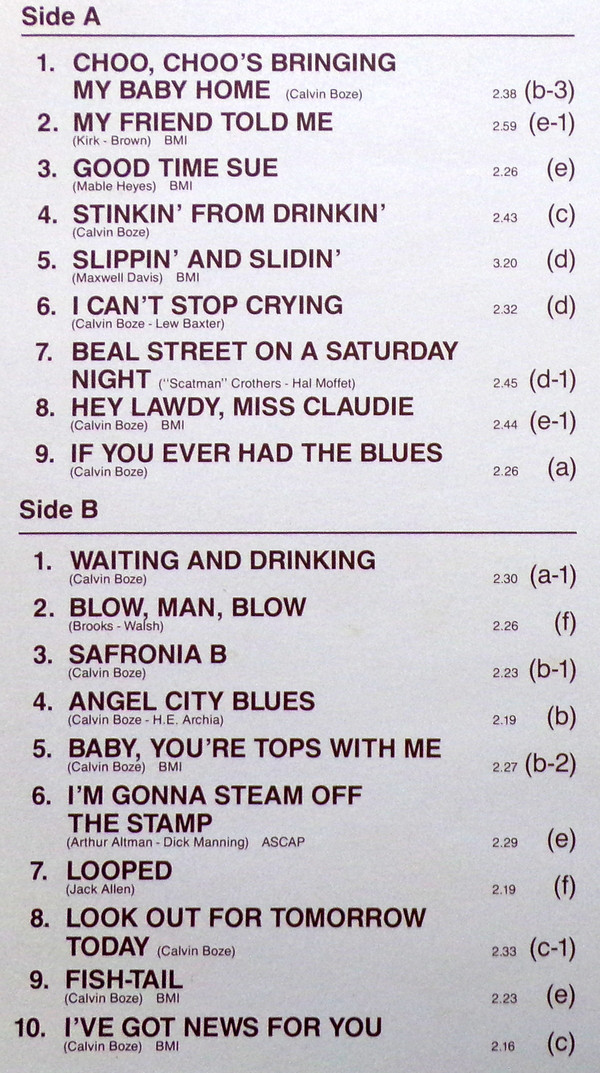 Side A
1. CHOO, CHOO'S BRINGING
MY BABY HOME (Calvin Boze) 2.38 (b-3)
2. MY FRIEND TOLD ME 2.59 (e-1)
(Kirk - Brown) BMI
3. GOOD TIME SUE 2.26 (e)
(Mable Heyes) BMI
4. STINKIN' FROM DRINKIN' 2.43 (c)
(Calvin Boze)
5. SLIPPIN' AND SLIDIN' 3.20 (d)
(Maxwell Davis) BMI
6. I CAN'T STOP CRYING 2.32 (d)
(Calvin Boze - Lew Baxter)
7. BEAL STREET ON A SATURDAY
NIGHT ("Scatman" Crothers - Hal Moffet) 2.45 (d-1)
8. HEY LAWDY, MISS CLAUDIE
(Calvin Boze) BMI 2.44 (e-1)
9. IF YOU EVER HAD THE BLUES
(Calvin Boze) 2.26 (a)
Side B
1. WAITING AND DRINKING
(Calvin Boze) 2.30 (a-1)
2. BLOW, MAN, BLOW
(Brooks - Walsh) 2.26 (f)
3. SAFRONIA B
(Calvin Boze) 2.23 (b-1)
4. ANGEL CITY BLUES
(Calvin Boze - H.E. Archia) 2.19 (b)
5. BABY, YOU'RE TOPS WITH ME
(Calvin Boze) BMI 2.27 (b-2)
6. I'M GONNA STEAM OFF
THE STAMP
(Arthur Altman - Dick Manning) ASCAP 2.29 (e)
7. LOOPED
(Jack Allen) 2.19 (f)
8. LOOK OUT FOR TOMORROW
TODAY (Calvin Boze) 2.33 (c-1)
9. FISH-TAIL
(Calvin Boze) BMI 2.23 (e)
10. I'VE GOT NEWS FOR YOU
(Calvin Boze) BMI 2.16 (c)